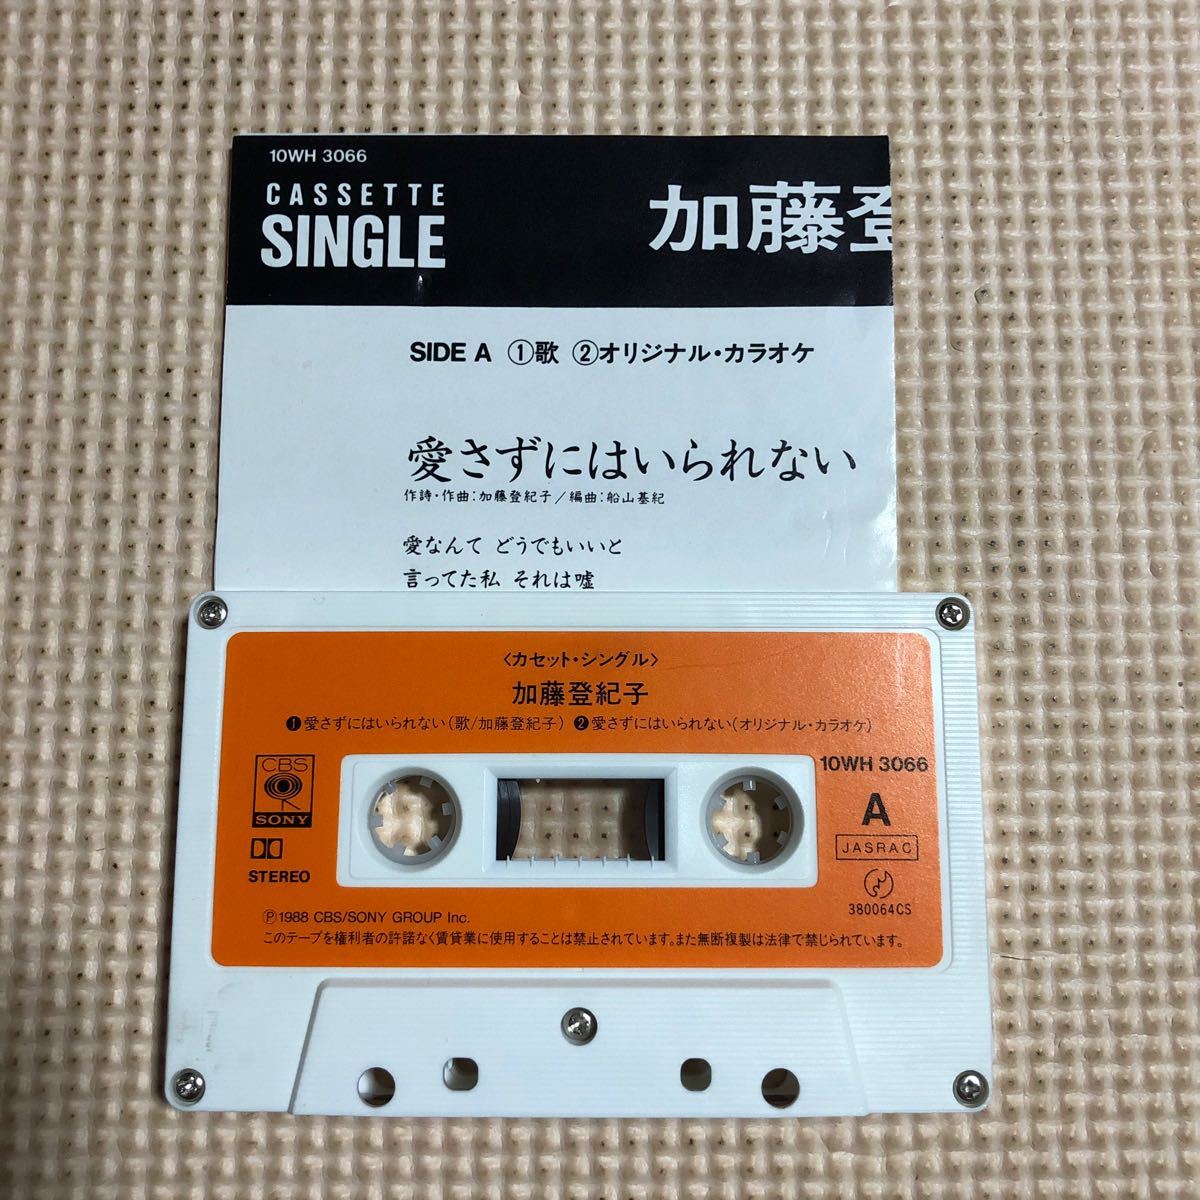 10WH 3066
CASSETTE
SINGLE
加藤登
SIDE A ①歌 ②オリジナル・カラオケ
愛さずにはいられない
作詩・作曲:加藤登紀子/編曲:船山基紀
愛なんて どうでもいいと
言ってた私 それは嘘
〈カセット・シングル〉
加藤登紀子
❶愛さずにはいられない(歌/加藤登紀子) ❷愛さずにはいられない(オリジナル・カラオケ)
CBS
SONY
10WH 3066
A
JASRAC
STEREO
380064CS
Ⓟ1988 CBS/SONY GROUP Inc.
このテープを権利者の許諾なく賃貸業に使用することは禁止されています。また無断複製は法律で禁じられています。